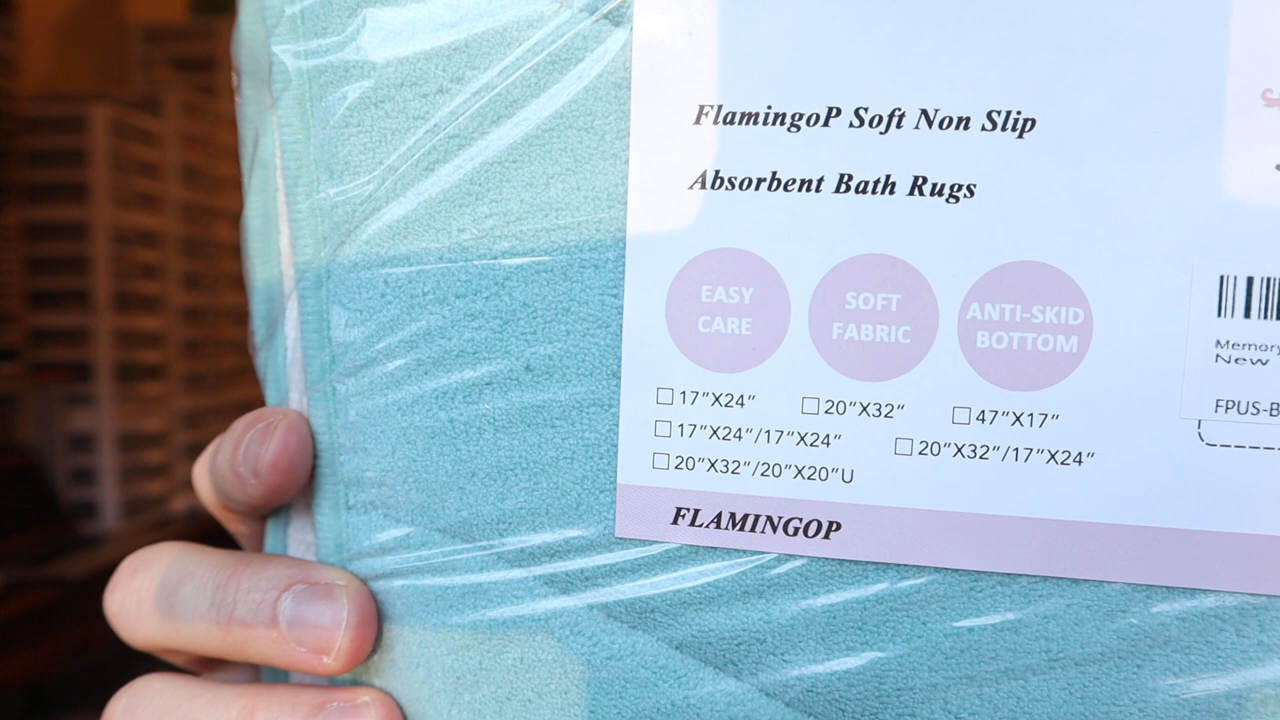 FlamingoP Soft Non Slip
Absorbent Bath Rugs
EASY
CARE
SOFT
FABRIC
ANTI-SKID
BOTTOM
☐ 17"X24" ☐ 20"X32" ☐ 47"X17"
☐ 17"X24"/17"X24" ☐ 20"X32"/17"X24"
☐ 20"X32"/20"X20"U
FLAMINGOP
Memory
New
FPUS-B